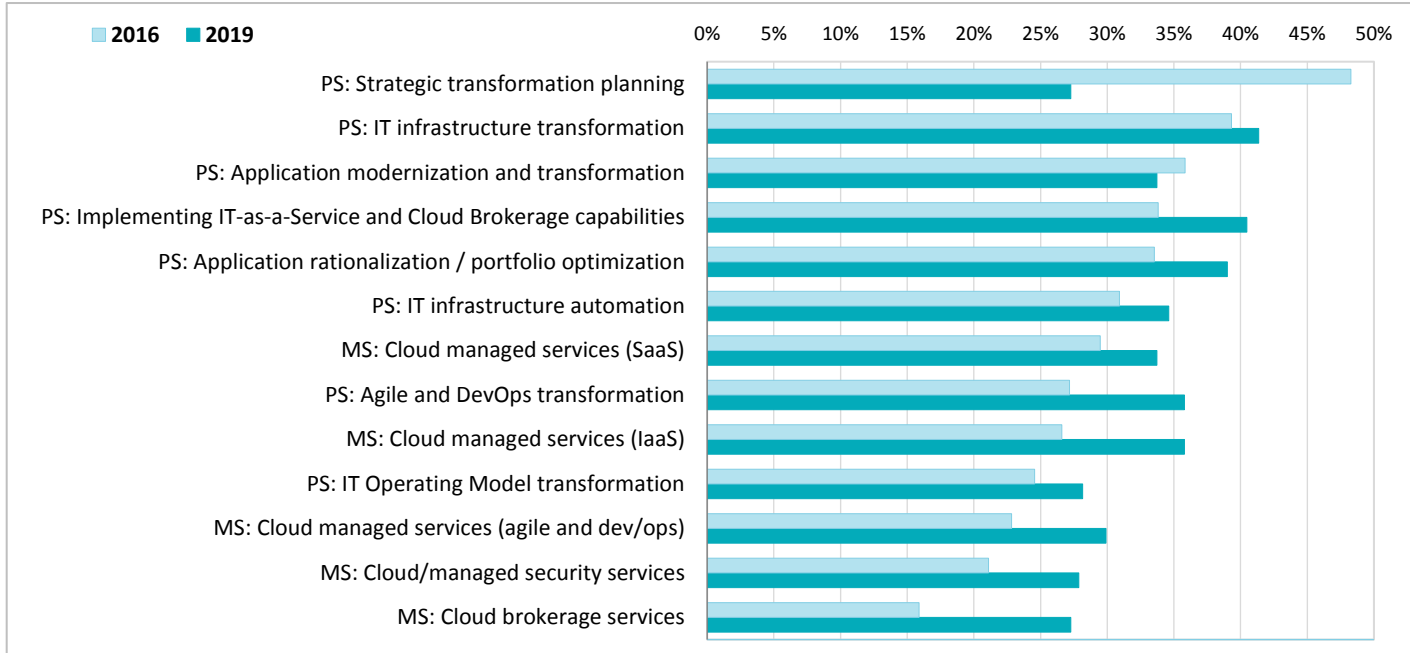 2016 2019
0% 5% 10% 15% 20% 25% 30% 35% 40% 45% 50%
PS: Strategic transformation planning
PS: IT infrastructure transformation
PS: Application modernization and transformation
PS: Implementing IT-as-a-Service and Cloud Brokerage capabilities
PS: Application rationalization / portfolio optimization
PS: IT infrastructure automation
MS: Cloud managed services (SaaS)
PS: Agile and DevOps transformation
MS: Cloud managed services (IaaS)
PS: IT Operating Model transformation
MS: Cloud managed services (agile and dev/ops)
MS: Cloud/managed security services
MS: Cloud brokerage services